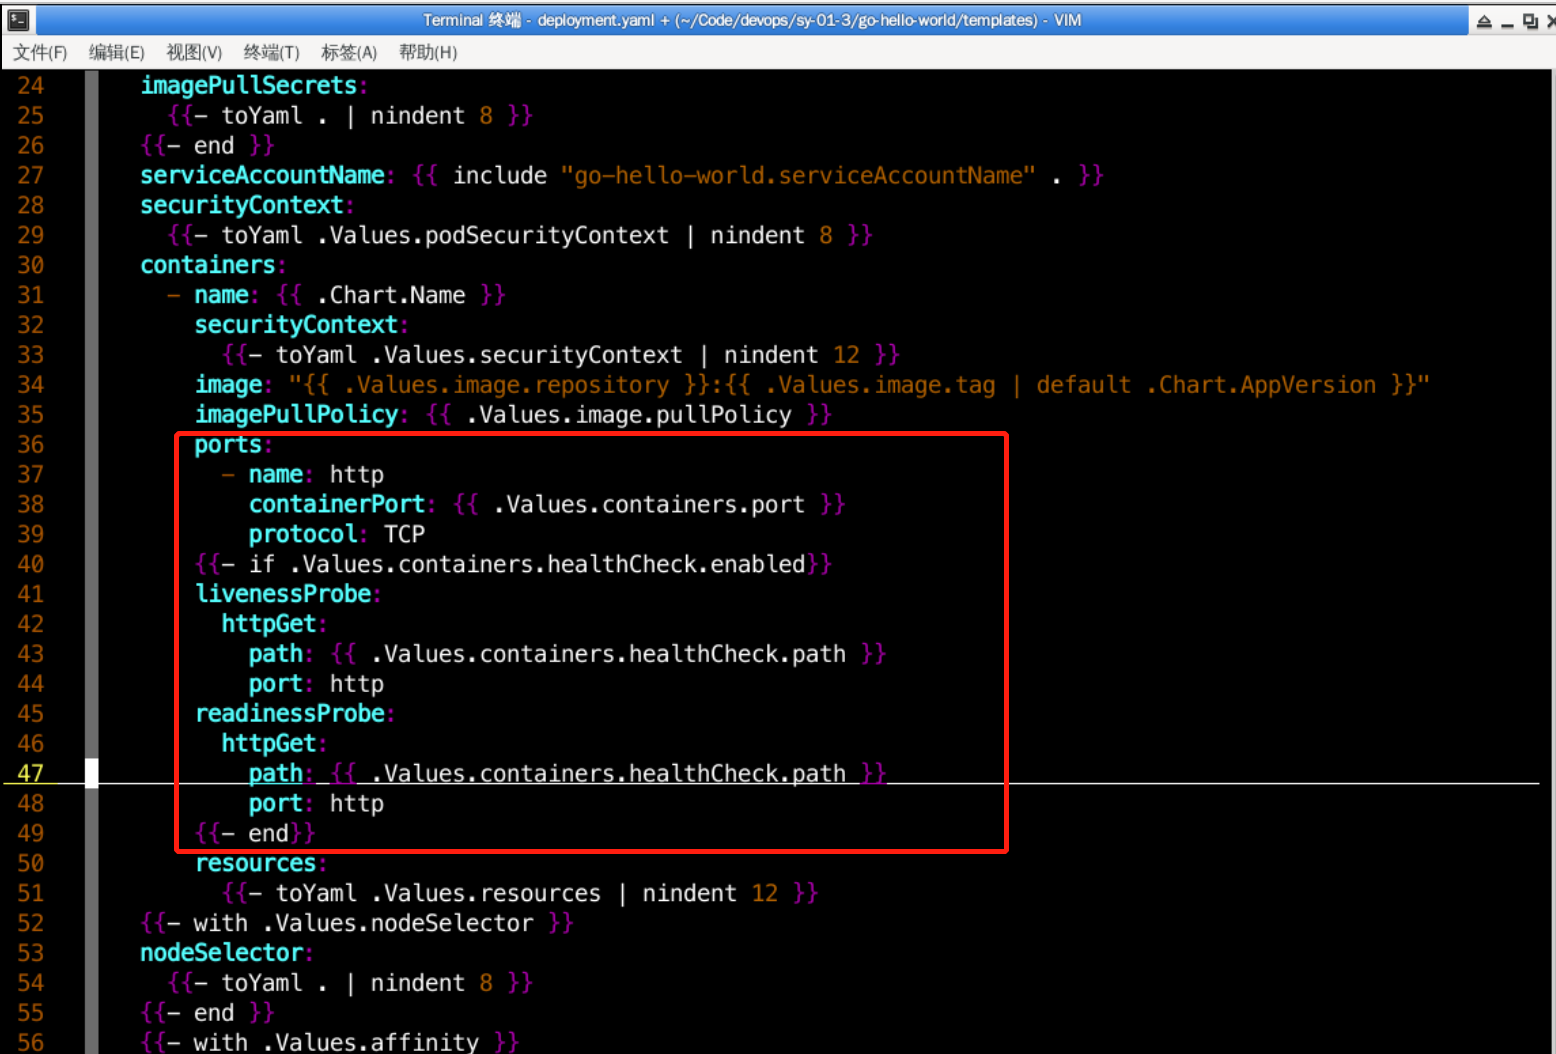 Terminal 终端 - deployment.yaml + (~/Code/devops/sy-01-3/go-hello-world/templates) - VIM
文件(F) 编辑(E) 视图(V) 终端(T) 标签(A) 帮助(H)
24 imagePullSecrets:
25 {{- toYaml . | nindent 8 }}
26 {{- end }}
27 serviceAccountName: {{ include "go-hello-world.serviceAccountName" . }}
28 securityContext:
29 {{- toYaml .Values.podSecurityContext | nindent 8 }}
30 containers:
31 - name: {{ .Chart.Name }}
32 securityContext:
33 {{- toYaml .Values.securityContext | nindent 12 }}
34 image: "{{ .Values.image.repository }}:{{ .Values.image.tag | default .Chart.AppVersion }}"
35 imagePullPolicy: {{ .Values.image.pullPolicy }}
36 ports:
37 - name: http
38 containerPort: {{ .Values.containers.port }}
39 protocol: TCP
40 {{- if .Values.containers.healthCheck.enabled}}
41 livenessProbe:
42 httpGet:
43 path: {{ .Values.containers.healthCheck.path }}
44 port: http
45 readinessProbe:
46 httpGet:
47 path: {{ .Values.containers.healthCheck.path }}
48 port: http
49 {{- end}}
50 resources:
51 {{- toYaml .Values.resources | nindent 12 }}
52 {{- with .Values.nodeSelector }}
53 nodeSelector:
54 {{- toYaml . | nindent 8 }}
55 {{- end }}
56 {{- with .Values.affinity }}